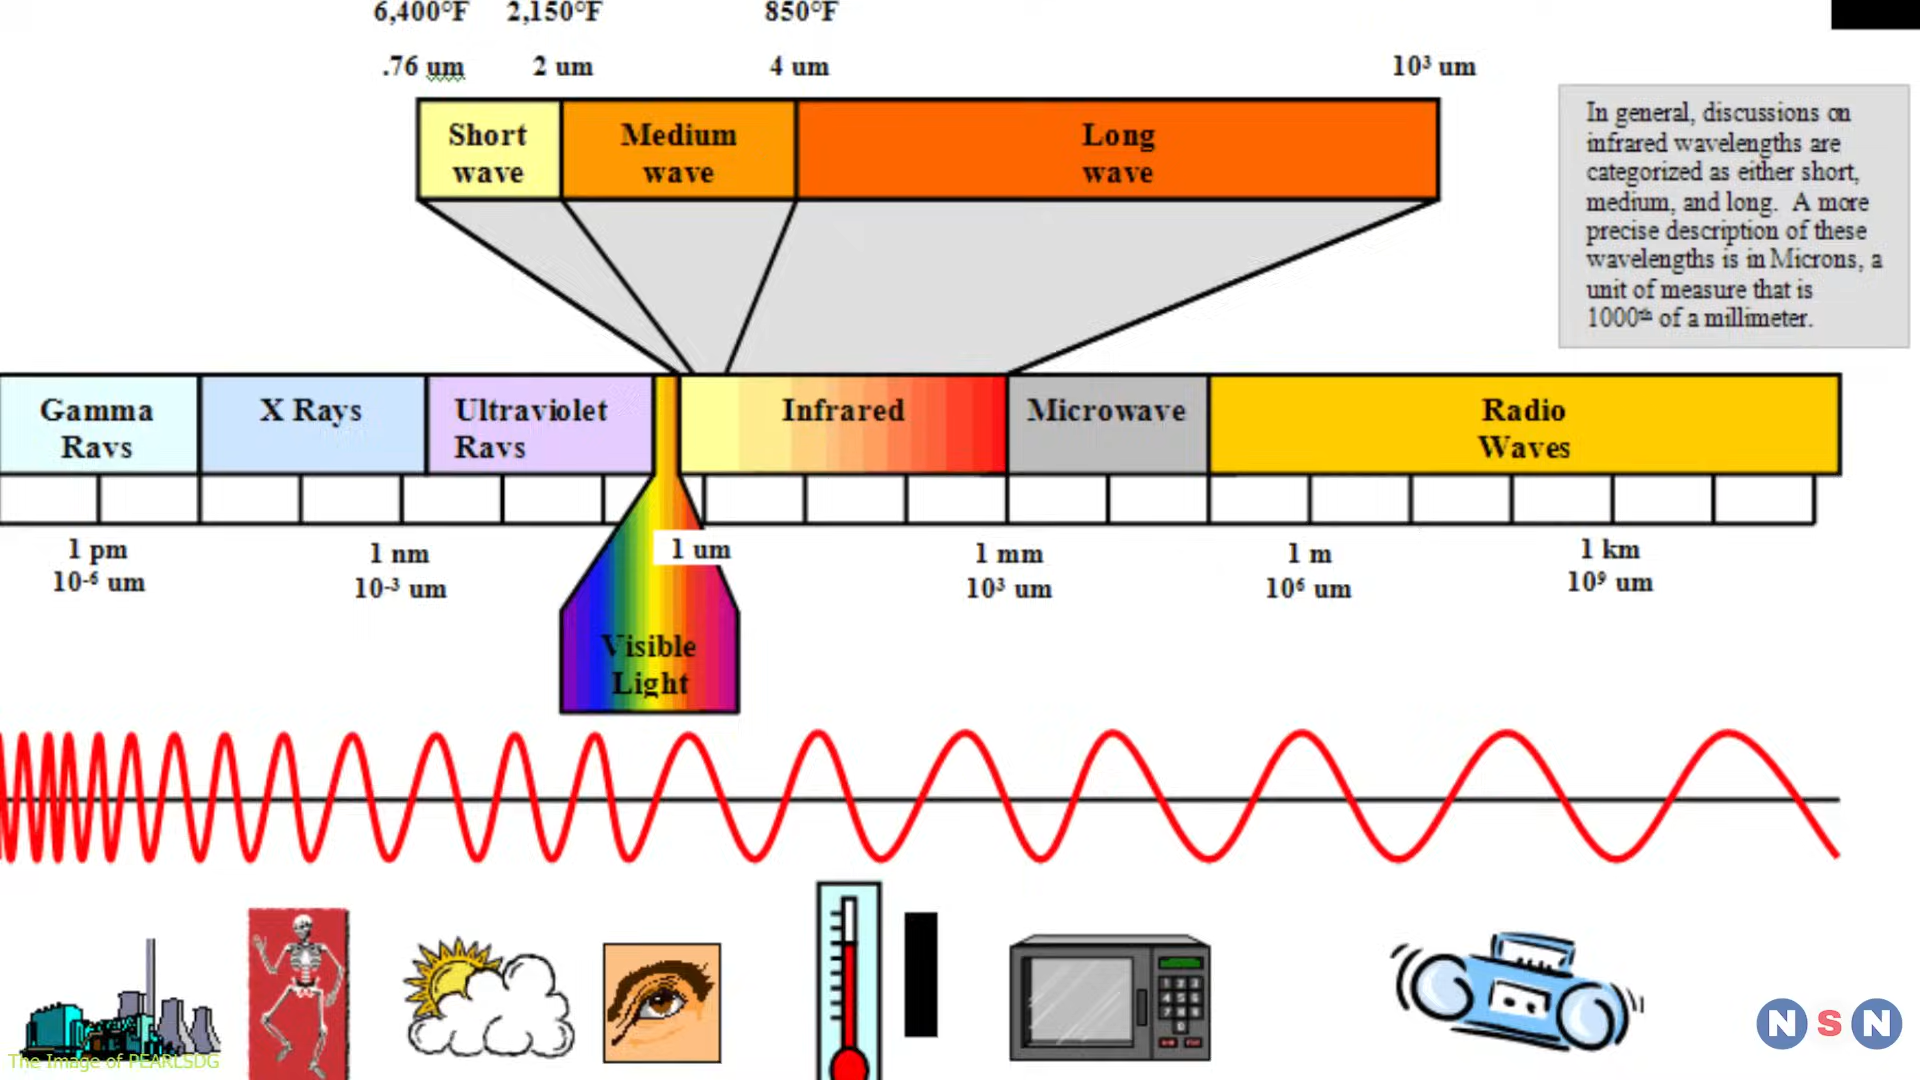 6,400°F 2,150°F 850°F
.76 um 2 um 4 um 10³ um
Short
wave
Medium
wave
Long
wave
In general, discussions on
infrared wavelengths are
categorized as either short,
medium, and long. A more
precise description of these
wavelengths is in Microns, a
unit of measure that is
1000th of a millimeter.
Gamma
Rays
X Rays
Ultraviolet
Rays
Infrared
Microwave
Radio
Waves
1 pm
10⁻⁶ um
1 nm
10⁻³ um
1 um
1 mm
10³ um
1 m
10⁶ um
1 km
10⁹ um
Visible
Light
The Image of PEARLSDG
N S N